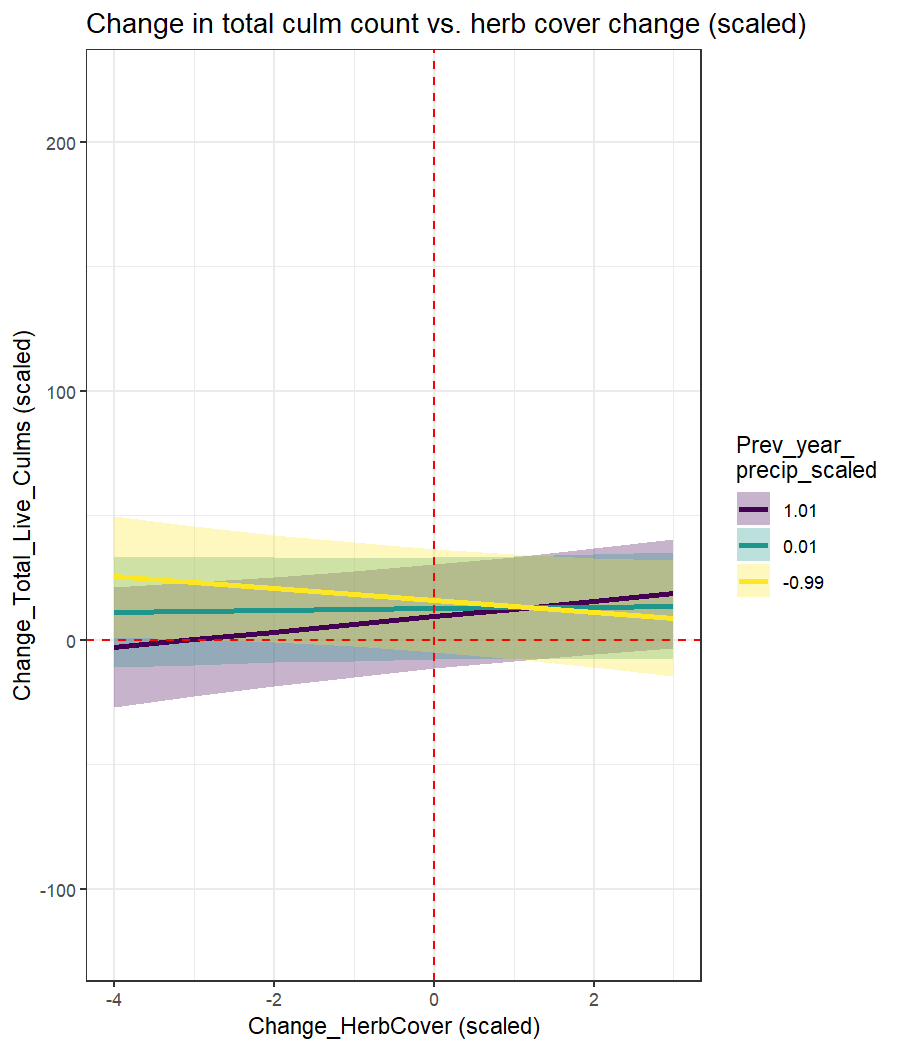 Change in total culm count vs. herb cover change (scaled)
Change_Total_Live_Culms (scaled)
200
100
0
-100
-4
-2
0
2
Change_HerbCover (scaled)
Prev_year_
precip_scaled
1.01
0.01
-0.99